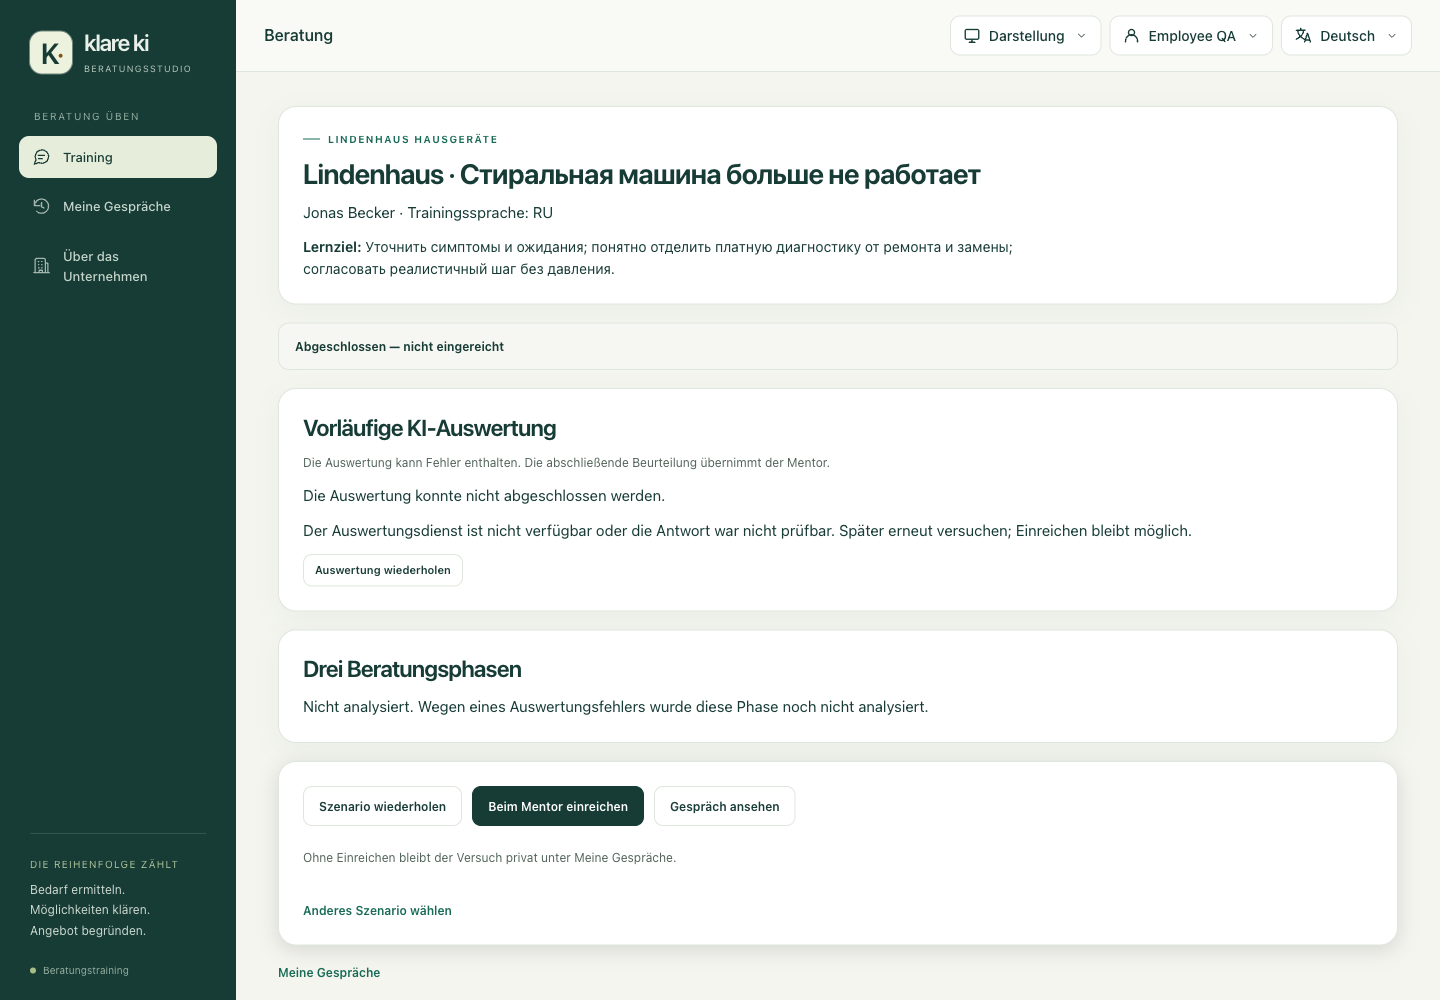 K
klare ki
BERATUNGSSTUDIO
BERATUNG ÜBEN
Training
Meine Gespräche
Über das
Unternehmen
DIE REIHENFOLGE ZÄHLT
Bedarf ermitteln.
Möglichkeiten klären.
Angebot begründen.
Beratungstraining
Beratung
Darstellung
Employee QA
Deutsch
LINDENHAUS HAUSGERÄTE
Lindenhaus · Стиральная машина больше не работает
Jonas Becker · Trainingssprache: RU
Lernziel: Уточнить симптомы и ожидания; понятно отделить платную диагностику от ремонта и замены;
согласовать реалистичный шаг без давления.
Abgeschlossen — nicht eingereicht
Vorläufige KI-Auswertung
Die Auswertung kann Fehler enthalten. Die abschließende Beurteilung übernimmt der Mentor.
Die Auswertung konnte nicht abgeschlossen werden.
Der Auswertungsdienst ist nicht verfügbar oder die Antwort war nicht prüfbar. Später erneut versuchen; Einreichen bleibt möglich.
Auswertung wiederholen
Drei Beratungsphasen
Nicht analysiert. Wegen eines Auswertungsfehlers wurde diese Phase noch nicht analysiert.
Szenario wiederholen
Beim Mentor einreichen
Gespräch ansehen
Ohne Einreichen bleibt der Versuch privat unter Meine Gespräche.
Anderes Szenario wählen
Meine Gespräche